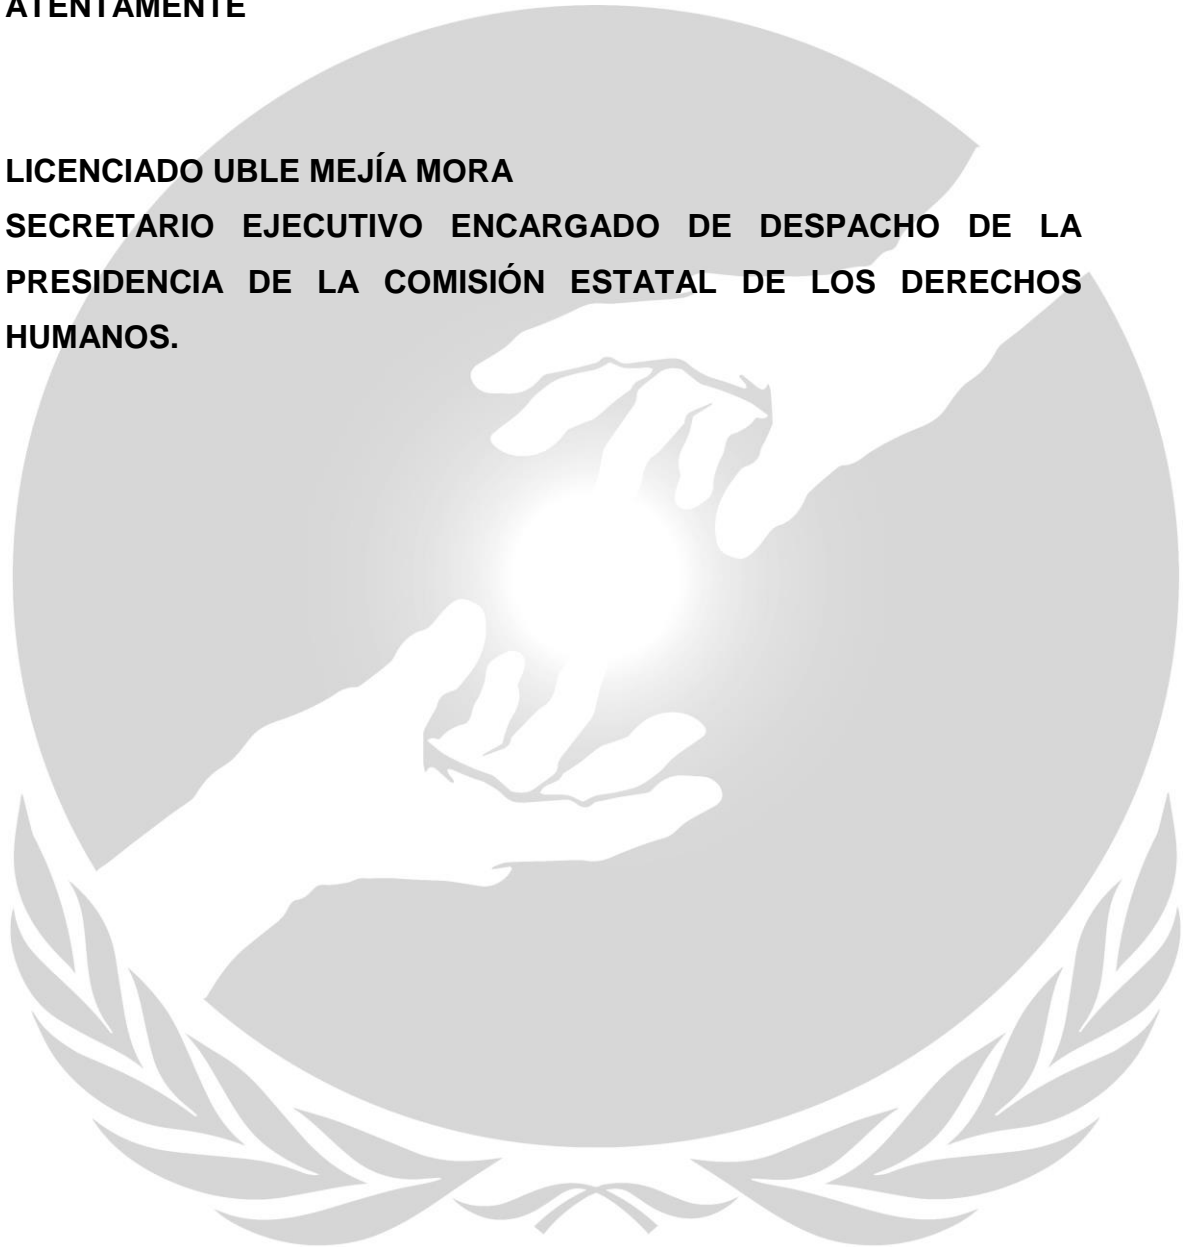 ATENTAMENTE
LICENCIADO UBLE MEJÍA MORA
SECRETARIO EJECUTIVO ENCARGADO DE DESPACHO DE LA
PRESIDENCIA DE LA COMISIÓN ESTATAL DE LOS DERECHOS
HUMANOS.